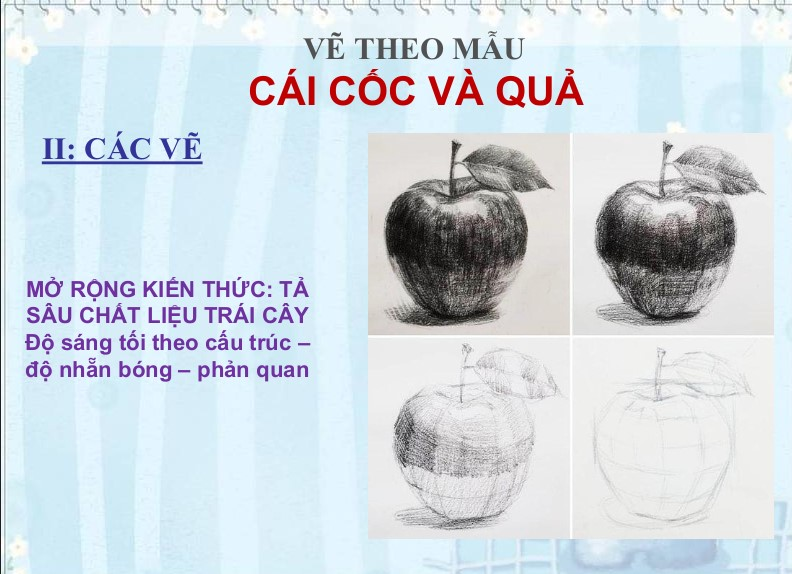 VẼ THEO MẪU
CÁI CỐC VÀ QUẢ
II: CÁC VẼ
MỞ RỘNG KIẾN THỨC: TẢ
SÂU CHẤT LIỆU TRÁI CÂY
Độ sáng tối theo cấu trúc –
độ nhẵn bóng – phản quan